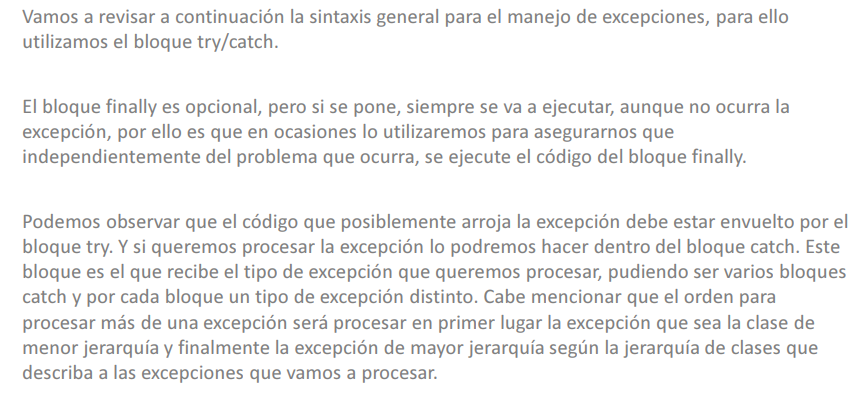 Vamos a revisar a continuación la sintaxis general para el manejo de excepciones, para ello
utilizamos el bloque try/catch.
El bloque finally es opcional, pero si se pone, siempre se va a ejecutar, aunque no ocurra la
excepción, por ello es que en ocasiones lo utilizaremos para asegurarnos que
independientemente del problema que ocurra, se ejecute el código del bloque finally.
Podemos observar que el código que posiblemente arroja la excepción debe estar envuelto por el
bloque try. Y si queremos procesar la excepción lo podremos hacer dentro del bloque catch. Este
bloque es el que recibe el tipo de excepción que queremos procesar, pudiendo ser varios bloques
catch y por cada bloque un tipo de excepción distinto. Cabe mencionar que el orden para
procesar más de una excepción será procesar en primer lugar la excepción que sea la clase de
menor jerarquía y finalmente la excepción de mayor jerarquía según la jerarquía de clases que
describa a las excepciones que vamos a procesar.